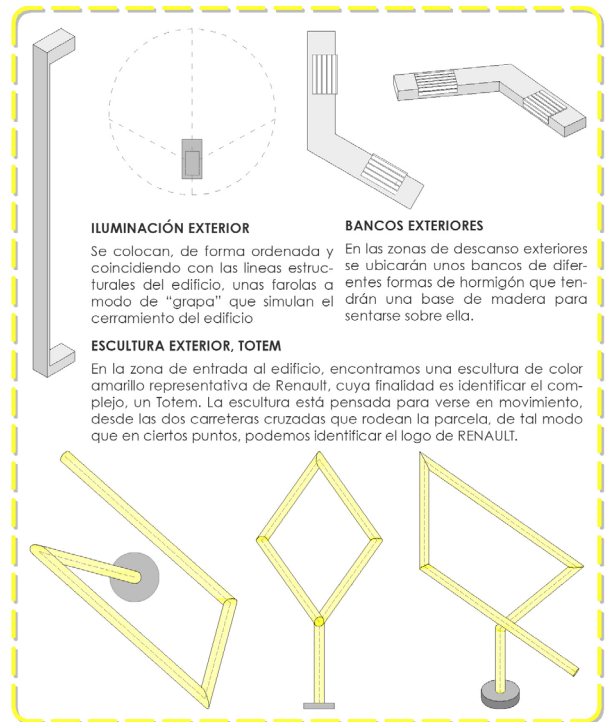 ILUMINACIÓN EXTERIOR
Se colocan, de forma ordenada y
coincidiendo con las lineas estruc-
turales del edificio, unas farolas a
modo de “grapa” que simulan el
cerramiento del edificio
BANCOS EXTERIORES
En las zonas de descanso exteriores
se ubicarán unos bancos de difer-
entes formas de hormigón que ten-
drán una base de madera para
sentarse sobre ella.
ESCULTURA EXTERIOR, TOTEM
En la zona de entrada al edificio, encontramos una escultura de color
amarillo representativa de Renault, cuya finalidad es identificar el com-
plejo, un Totem. La escultura está pensada para verse en movimiento,
desde las dos carreteras cruzadas que rodean la parcela, de tal modo
que en ciertos puntos, podemos identificar el logo de RENAULT.